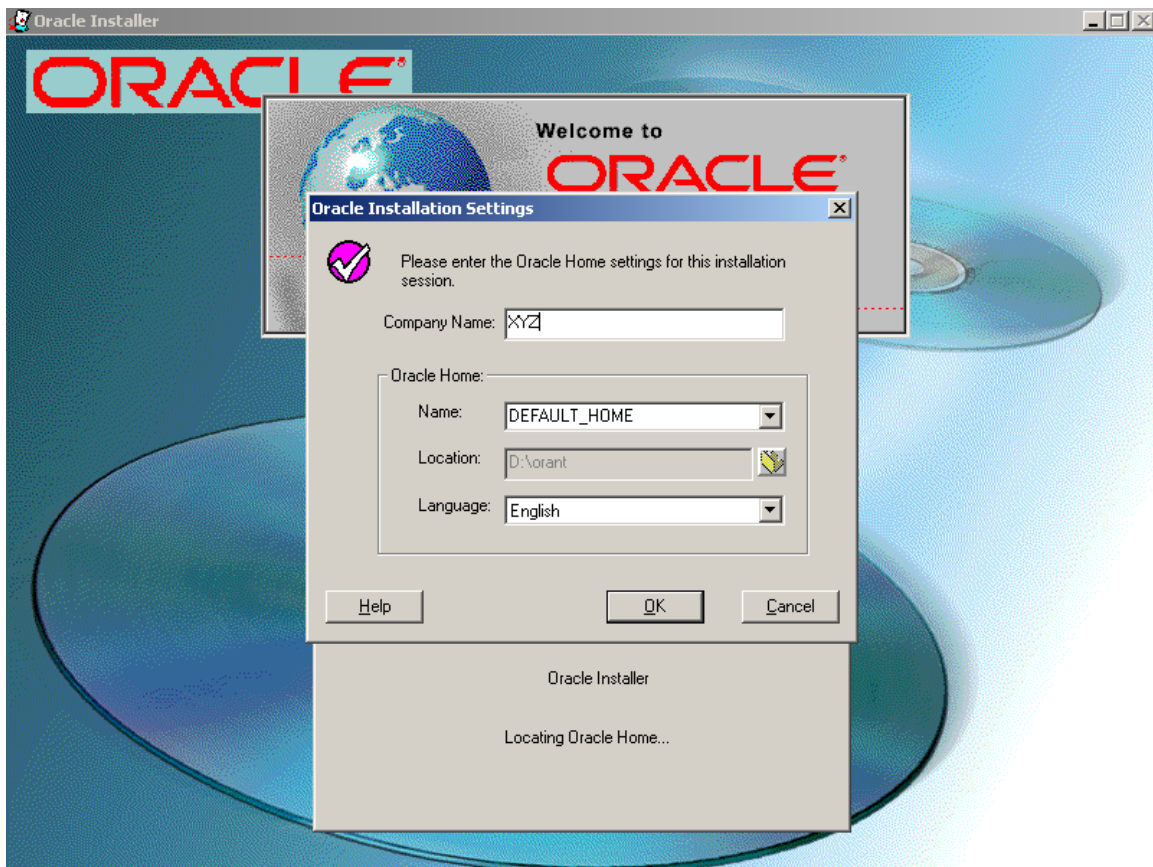 Oracle Installer
ORACLE®
Welcome to
ORACLE®
Oracle Installation Settings
Please enter the Oracle Home settings for this installation
session.
Company Name: XYZ
Oracle Home:
Name: DEFAULT_HOME
Location: D:\orant
Language: English
Help OK Cancel
Oracle Installer
Locating Oracle Home...